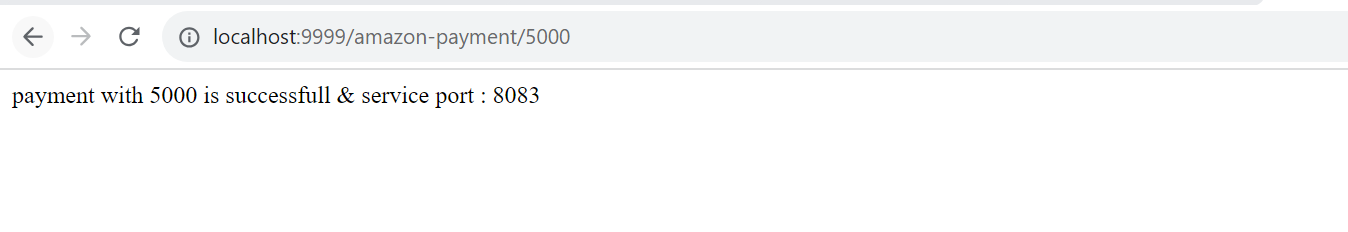 localhost:9999/amazon-payment/5000
payment with 5000 is successfull & service port : 8083